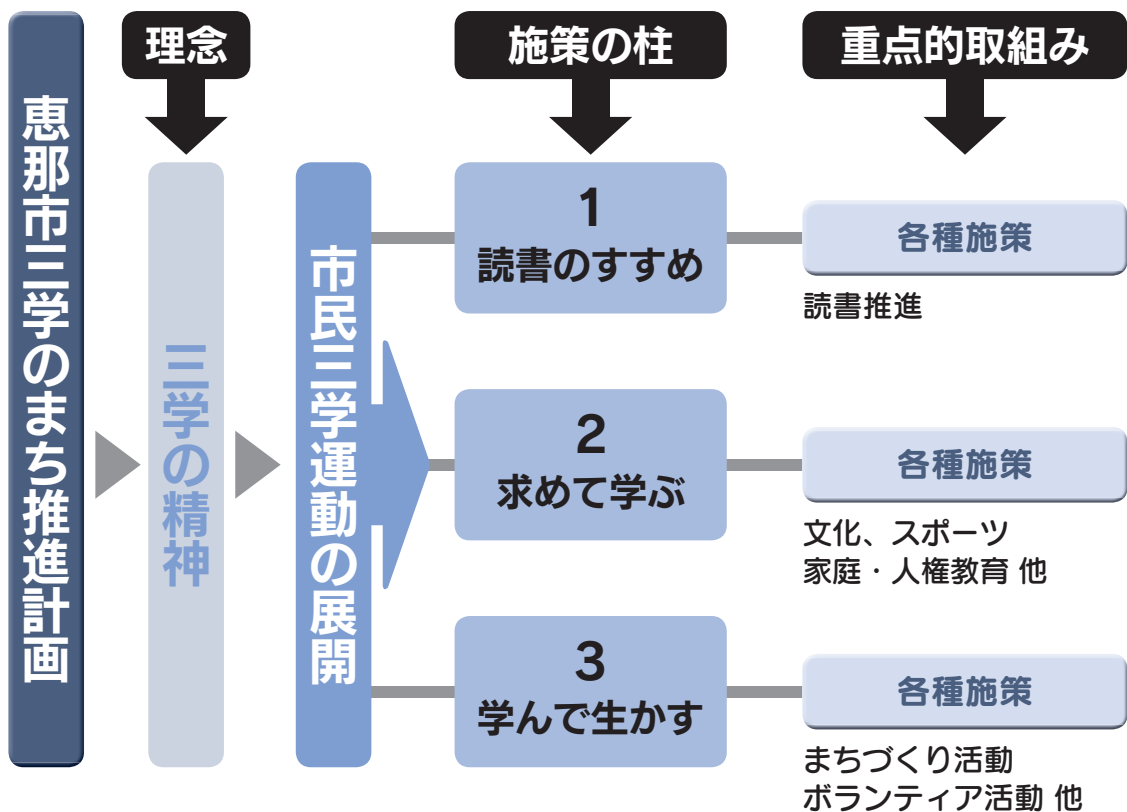 恵那市三学のまち推進計画
理念
三学の精神
市民三学運動の展開
施策の柱
重点的取組み
1
読書のすすめ
各種施策
読書推進
2
求めて学ぶ
各種施策
文化、スポーツ
家庭・人権教育 他
3
学んで生かす
各種施策
まちづくり活動
ボランティア活動 他